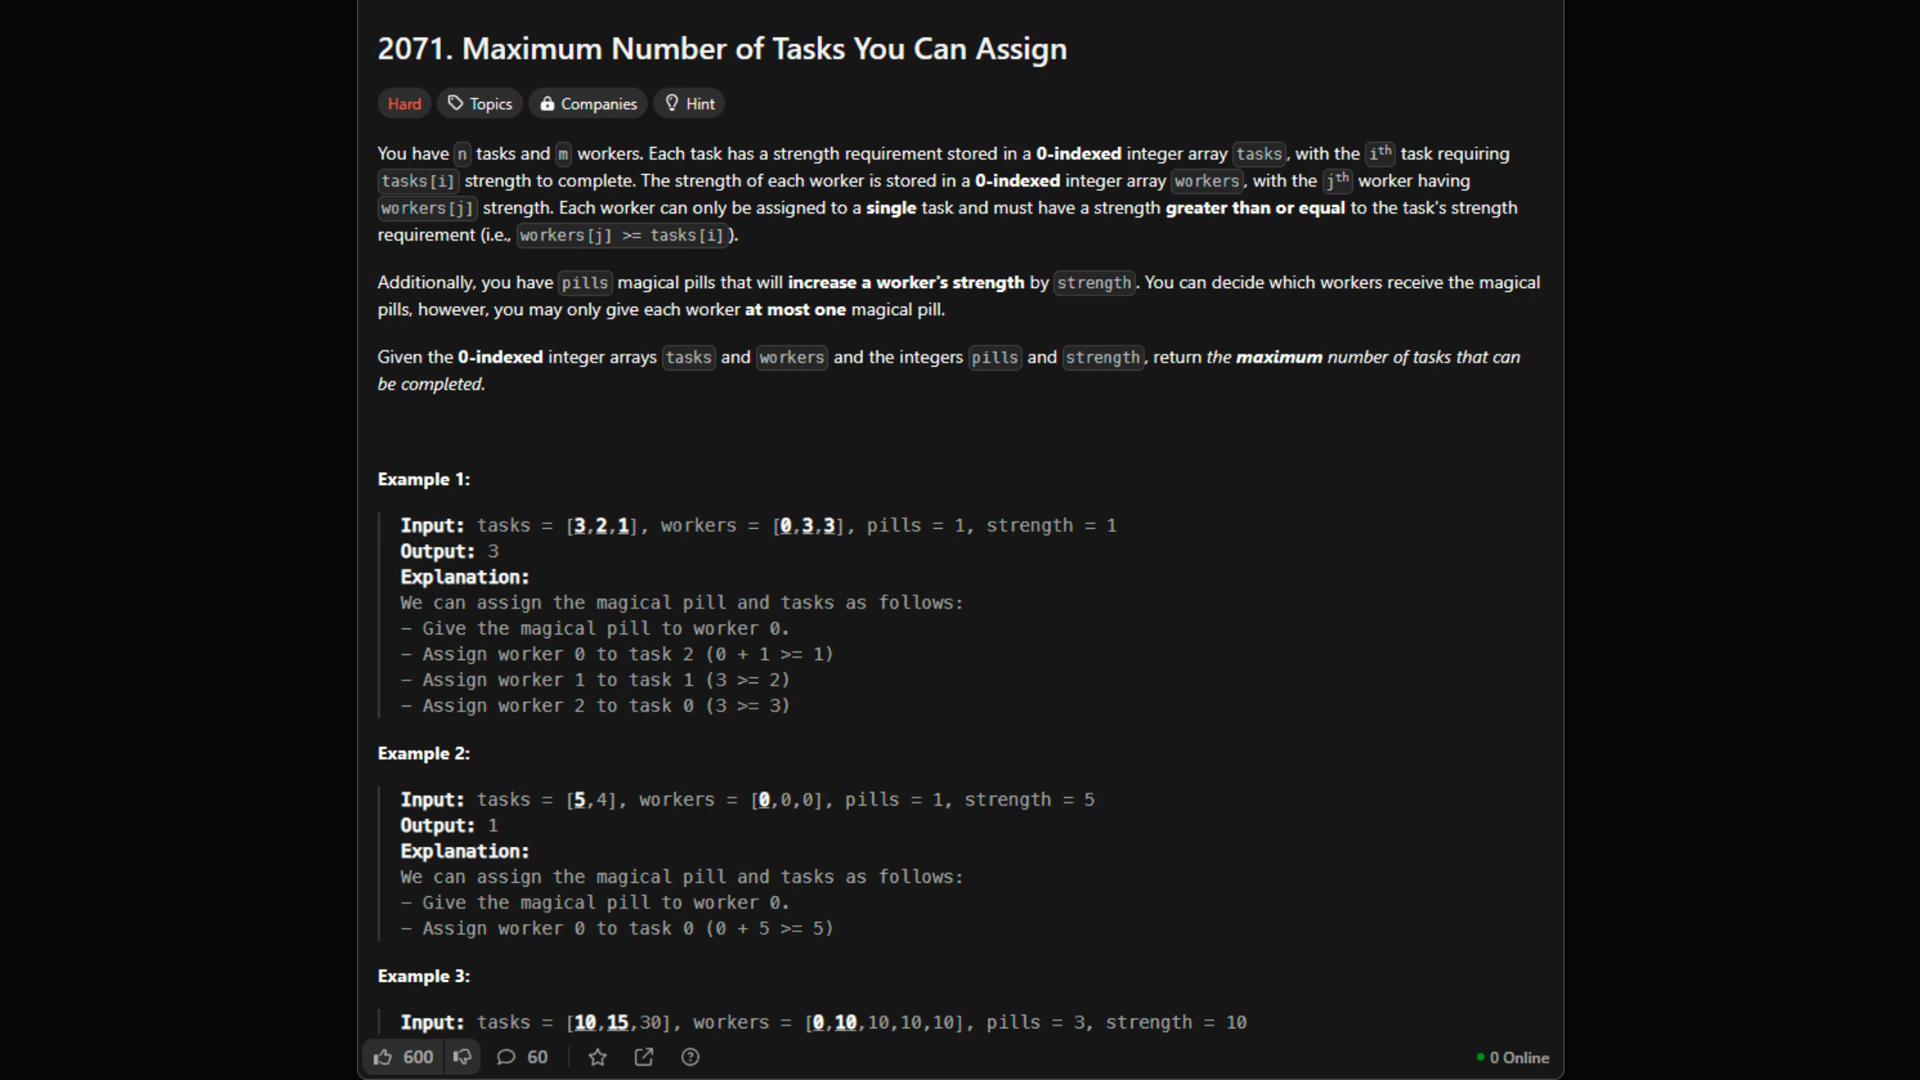 2071. Maximum Number of Tasks You Can Assign
Hard Topics Companies Hint
You have n tasks and m workers. Each task has a strength requirement stored in a 0-indexed integer array tasks, with the ith task requiring
tasks[i] strength to complete. The strength of each worker is stored in a 0-indexed integer array workers, with the jth worker having
workers[j] strength. Each worker can only be assigned to a single task and must have a strength greater than or equal to the task's strength
requirement (i.e., workers[j] >= tasks[i]).
Additionally, you have pills magical pills that will increase a worker's strength by strength. You can decide which workers receive the magical
pills, however, you may only give each worker at most one magical pill.
Given the 0-indexed integer arrays tasks and workers and the integers pills and strength, return the maximum number of tasks that can
be completed.
Example 1:
Input: tasks = [3,2,1], workers = [0,3,3], pills = 1, strength = 1
Output: 3
Explanation:
We can assign the magical pill and tasks as follows:
- Give the magical pill to worker 0.
- Assign worker 0 to task 2 (0 + 1 >= 1)
- Assign worker 1 to task 1 (3 >= 2)
- Assign worker 2 to task 0 (3 >= 3)
Example 2:
Input: tasks = [5,4], workers = [0,0,0], pills = 1, strength = 5
Output: 1
Explanation:
We can assign the magical pill and tasks as follows:
- Give the magical pill to worker 0.
- Assign worker 0 to task 0 (0 + 5 >= 5)
Example 3:
Input: tasks = [10,15,30], workers = [0,10,10,10,10], pills = 3, strength = 10
600 60 0 Online